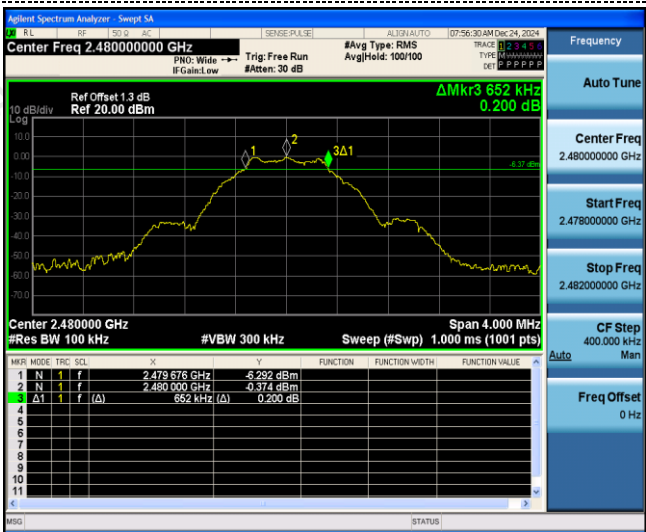 Agilent Spectrum Analyzer - Swept SA
RL RF 50 Ω AC SENSE:PULSE ALIGN AUTO 07:56:30 AM Dec 24, 2024
Center Freq 2.480000000 GHz #Avg Type: RMS TRACE 1 2 3 4 5 6
PNO: Wide Trig: Free Run Avg|Hold: 100/100 TYPE M WWWWW
IFGain:Low #Atten: 30 dB DET P P P P P P
Frequency
Auto Tune
Center Freq
2.480000000 GHz
Start Freq
2.478000000 GHz
Stop Freq
2.482000000 GHz
CF Step
400.000 kHz
Auto Man
Freq Offset
0 Hz
ΔMkr3 652 kHz
0.200 dB
Ref Offset 1.3 dB
10 dB/div Ref 20.00 dBm
Log
10.0
0.00
-10.0
-20.0
-30.0
-40.0
-50.0
-60.0
-70.0
1
2
3Δ1
-6.37 dBm
Center 2.480000 GHz Span 4.000 MHz
#Res BW 100 kHz #VBW 300 kHz Sweep (#Swp) 1.000 ms (1001 pts)
MKR MODE TRC SCL X Y FUNCTION FUNCTION WIDTH FUNCTION VALUE
1 N 1 f 2.479 676 GHz -6.292 dBm
2 N 1 f 2.480 000 GHz -0.374 dBm
3 Δ1 1 f (Δ) 652 kHz (Δ) 0.200 dB
4
5
6
7
8
9
10
11
MSG STATUS